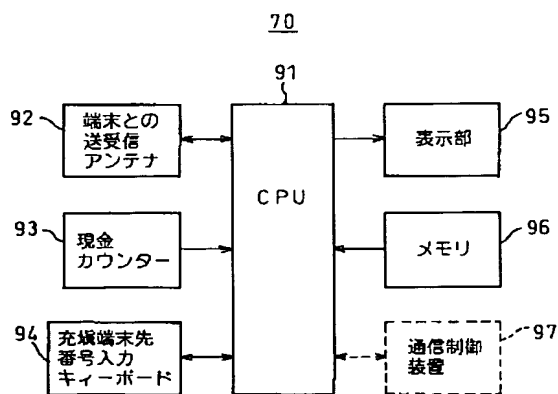 70
91
92
端末との
送受信
アンテナ
93
現金
カウンター
94
充塡端末先
番号入力
キィーボード
CPU
95
表示部
96
メモリ
97
通信制御
装置